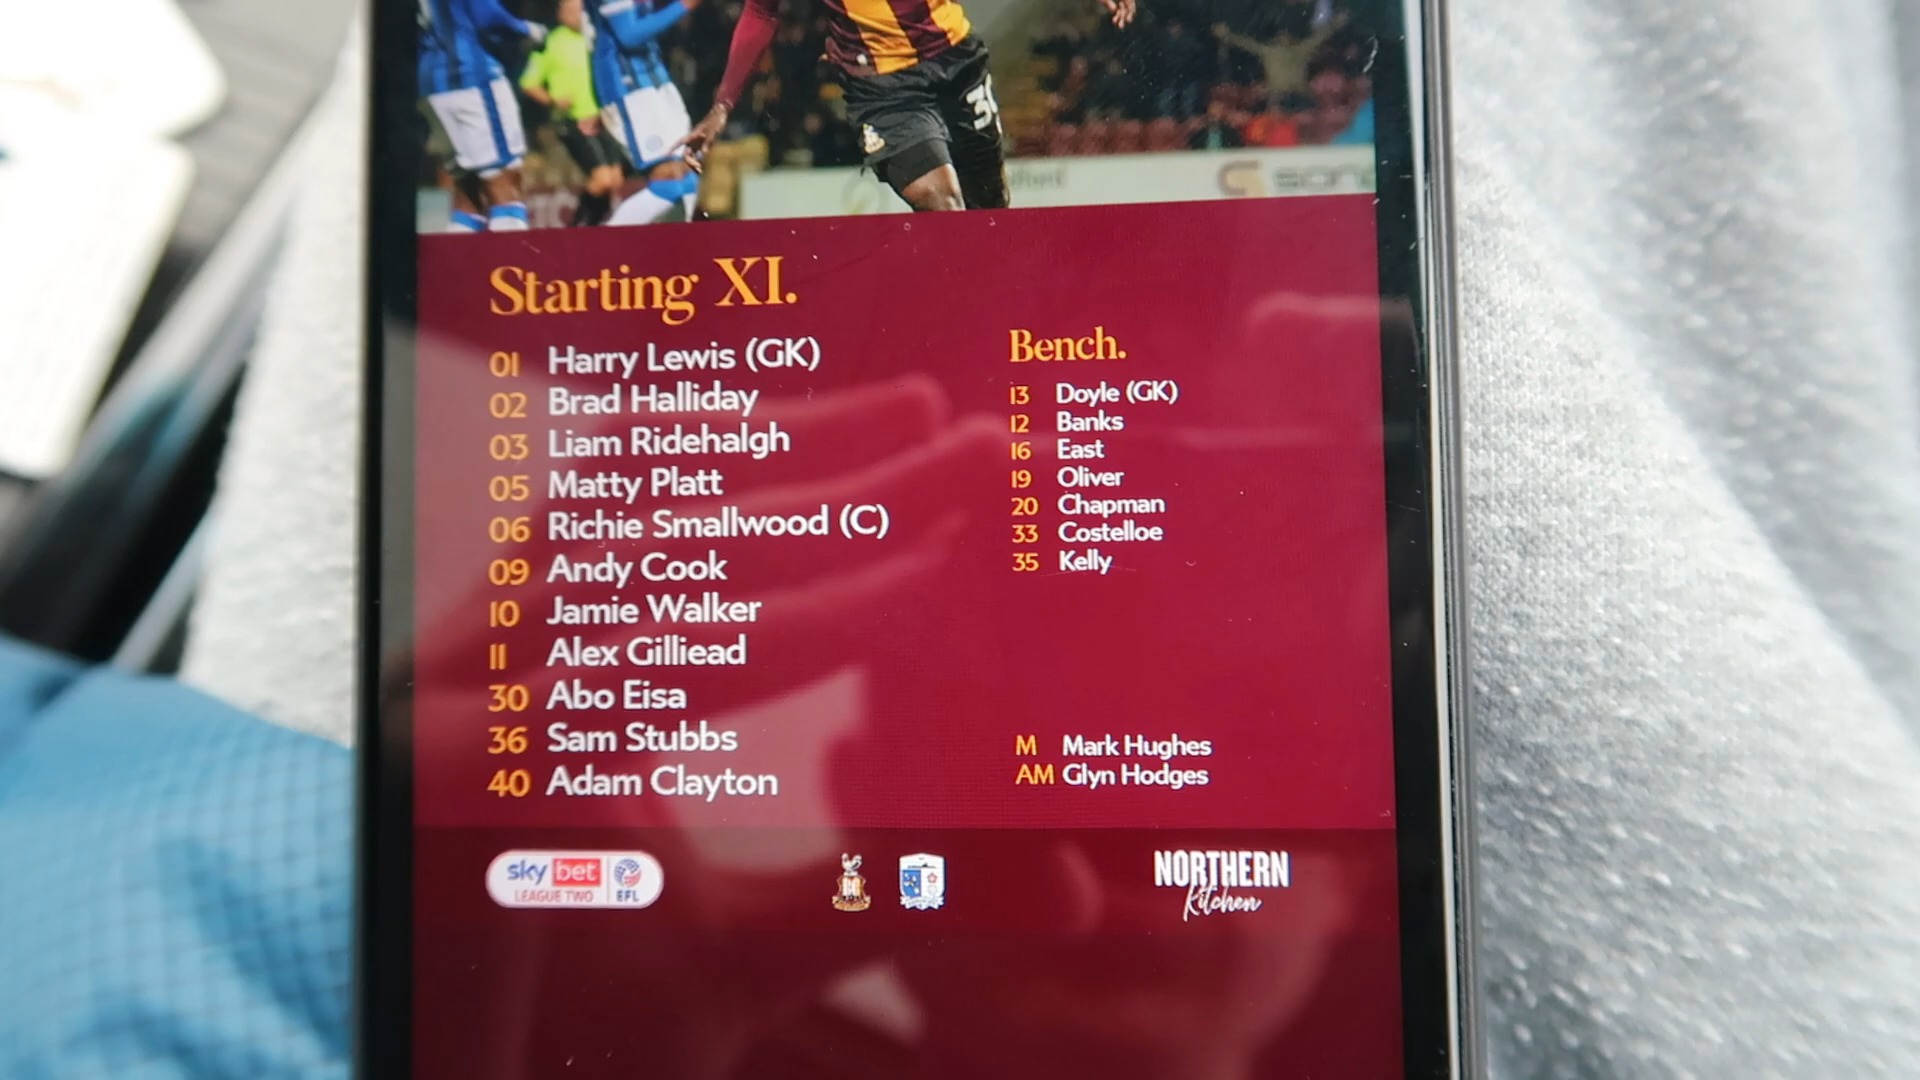 30
Starting XI.
01 Harry Lewis (GK)
02 Brad Halliday
03 Liam Ridehalgh
05 Matty Platt
06 Richie Smallwood (C)
09 Andy Cook
10 Jamie Walker
11 Alex Gilliead
30 Abo Eisa
36 Sam Stubbs
40 Adam Clayton
Bench.
13 Doyle (GK)
12 Banks
16 East
19 Oliver
20 Chapman
33 Costelloe
35 Kelly
M Mark Hughes
AM Glyn Hodges
sky bet
LEAGUE TWO EFL
NORTHERN
Kitchen